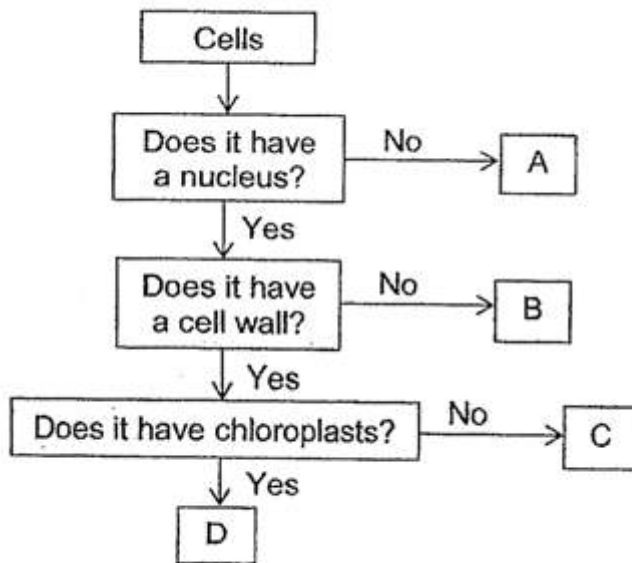 Cells
Does it have
a nucleus?
No
A
Yes
Does it have
a cell wall?
No
B
Yes
Does it have chloroplasts?
No
C
Yes
D